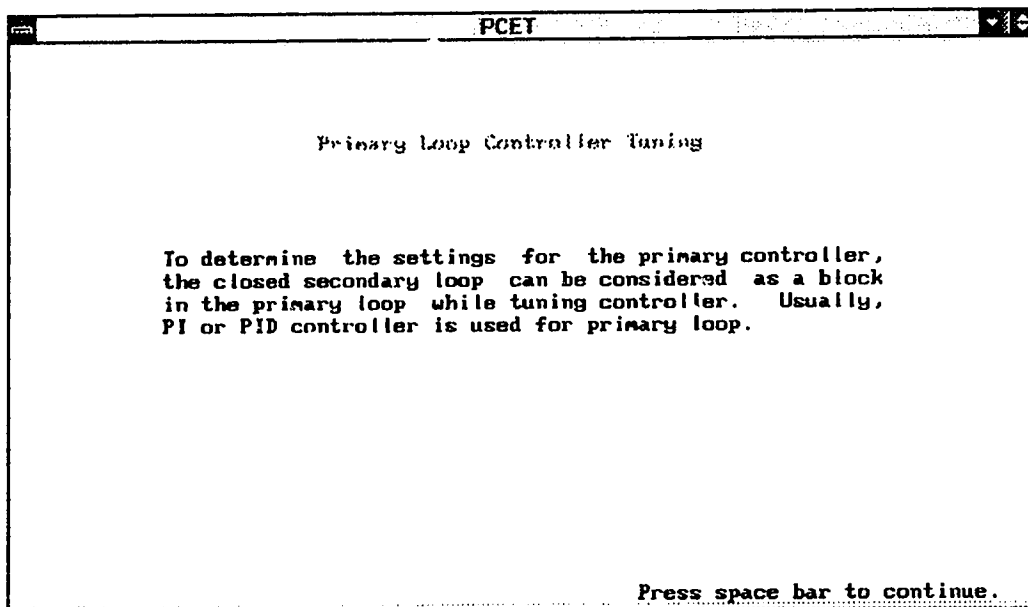 PCET
Primary Loop Controller Tuning
To determine the settings for the primary controller,
the closed secondary loop can be considered as a block
in the primary loop while tuning controller. Usually,
PI or PID controller is used for primary loop.
Press space bar to continue.